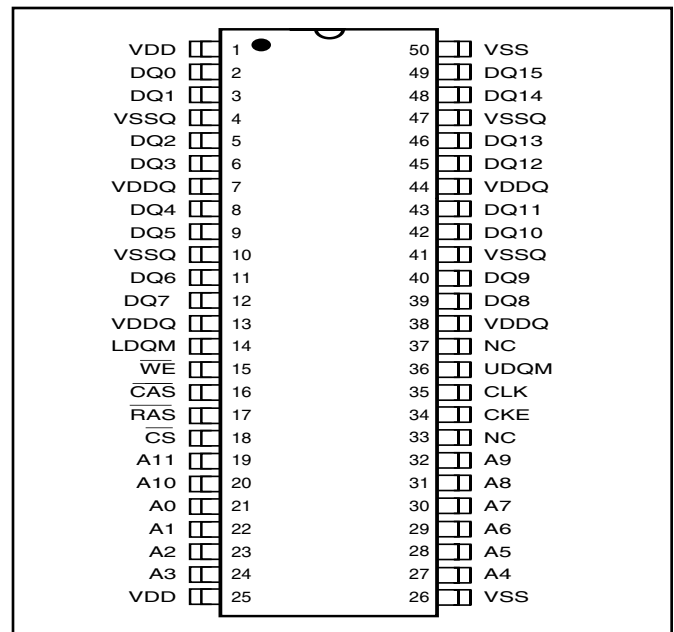 VDD 1 50 VSS
DQ0 2 49 DQ15
DQ1 3 48 DQ14
VSSQ 4 47 VSSQ
DQ2 5 46 DQ13
DQ3 6 45 DQ12
VDDQ 7 44 VDDQ
DQ4 8 43 DQ11
DQ5 9 42 DQ10
VSSQ 10 41 VSSQ
DQ6 11 40 DQ9
DQ7 12 39 DQ8
VDDQ 13 38 VDDQ
LDQM 14 37 NC
W̅E̅ 15 36 UDQM
C̅A̅S̅ 16 35 CLK
R̅A̅S̅ 17 34 CKE
C̅S̅ 18 33 NC
A11 19 32 A9
A10 20 31 A8
A0 21 30 A7
A1 22 29 A6
A2 23 28 A5
A3 24 27 A4
VDD 25 26 VSS